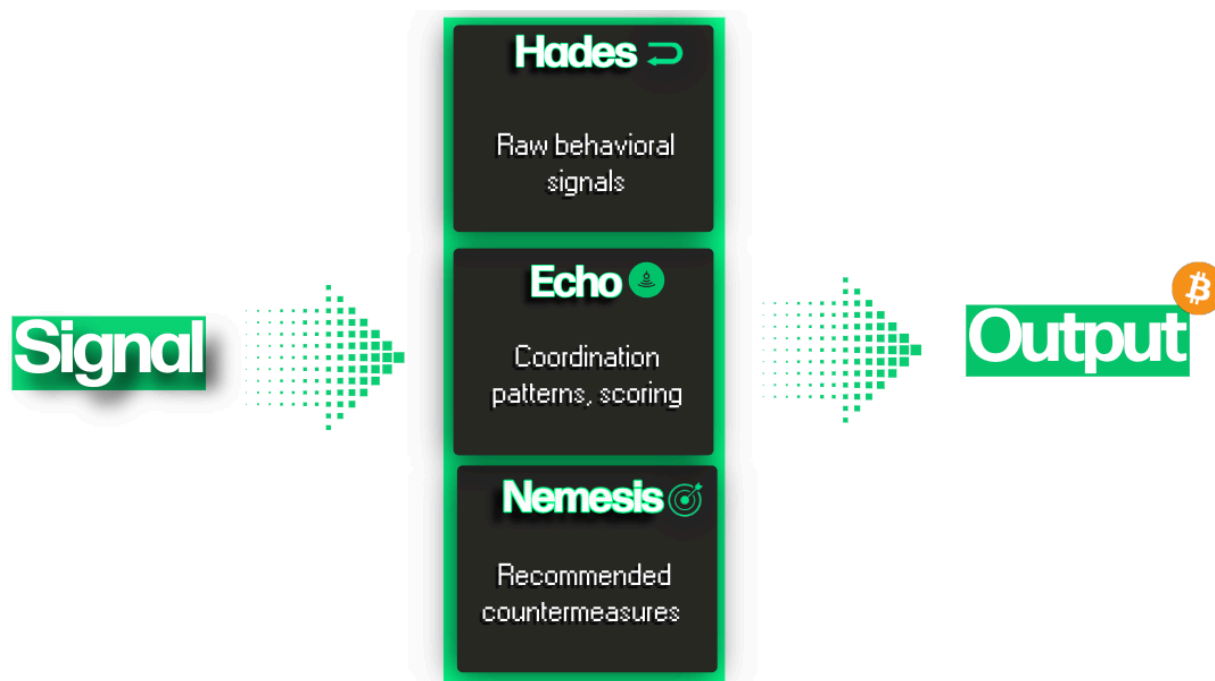 Hades
Raw behavioral
signals
Echo
Coordination
patterns, scoring
Signal
Output
Nemesis
Recommended
countermeasures